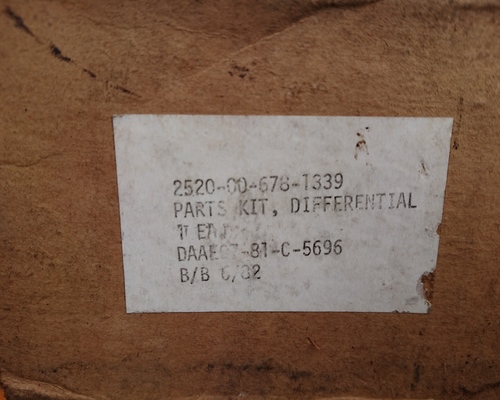 2520-00-678-1339
PARTS KIT, DIFFERENTIAL
DAAE07-81-C-5696
B/B 6/82